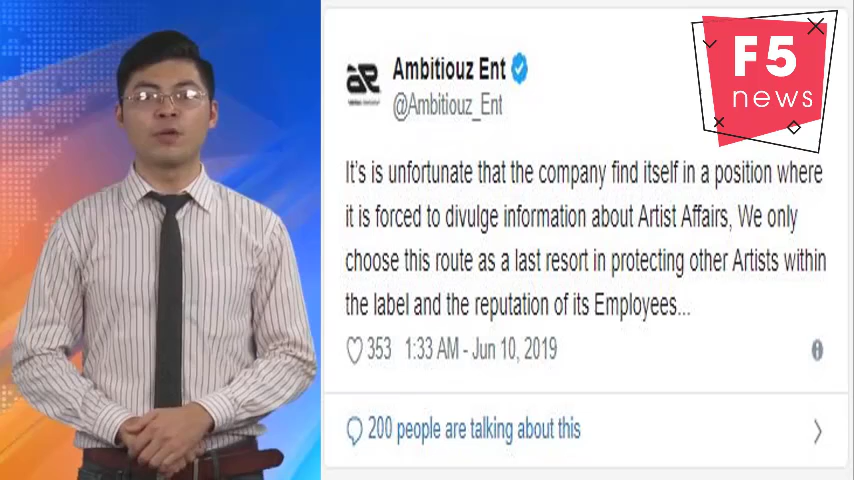 F5
news
Ambitiouz Ent
@Ambitiouz_Ent
It's is unfortunate that the company find itself in a position where
it is forced to divulge information about Artist Affairs, We only
choose this route as a last resort in protecting other Artists within
the label and the reputation of its Employees...
353 1:33 AM - Jun 10, 2019
200 people are talking about this